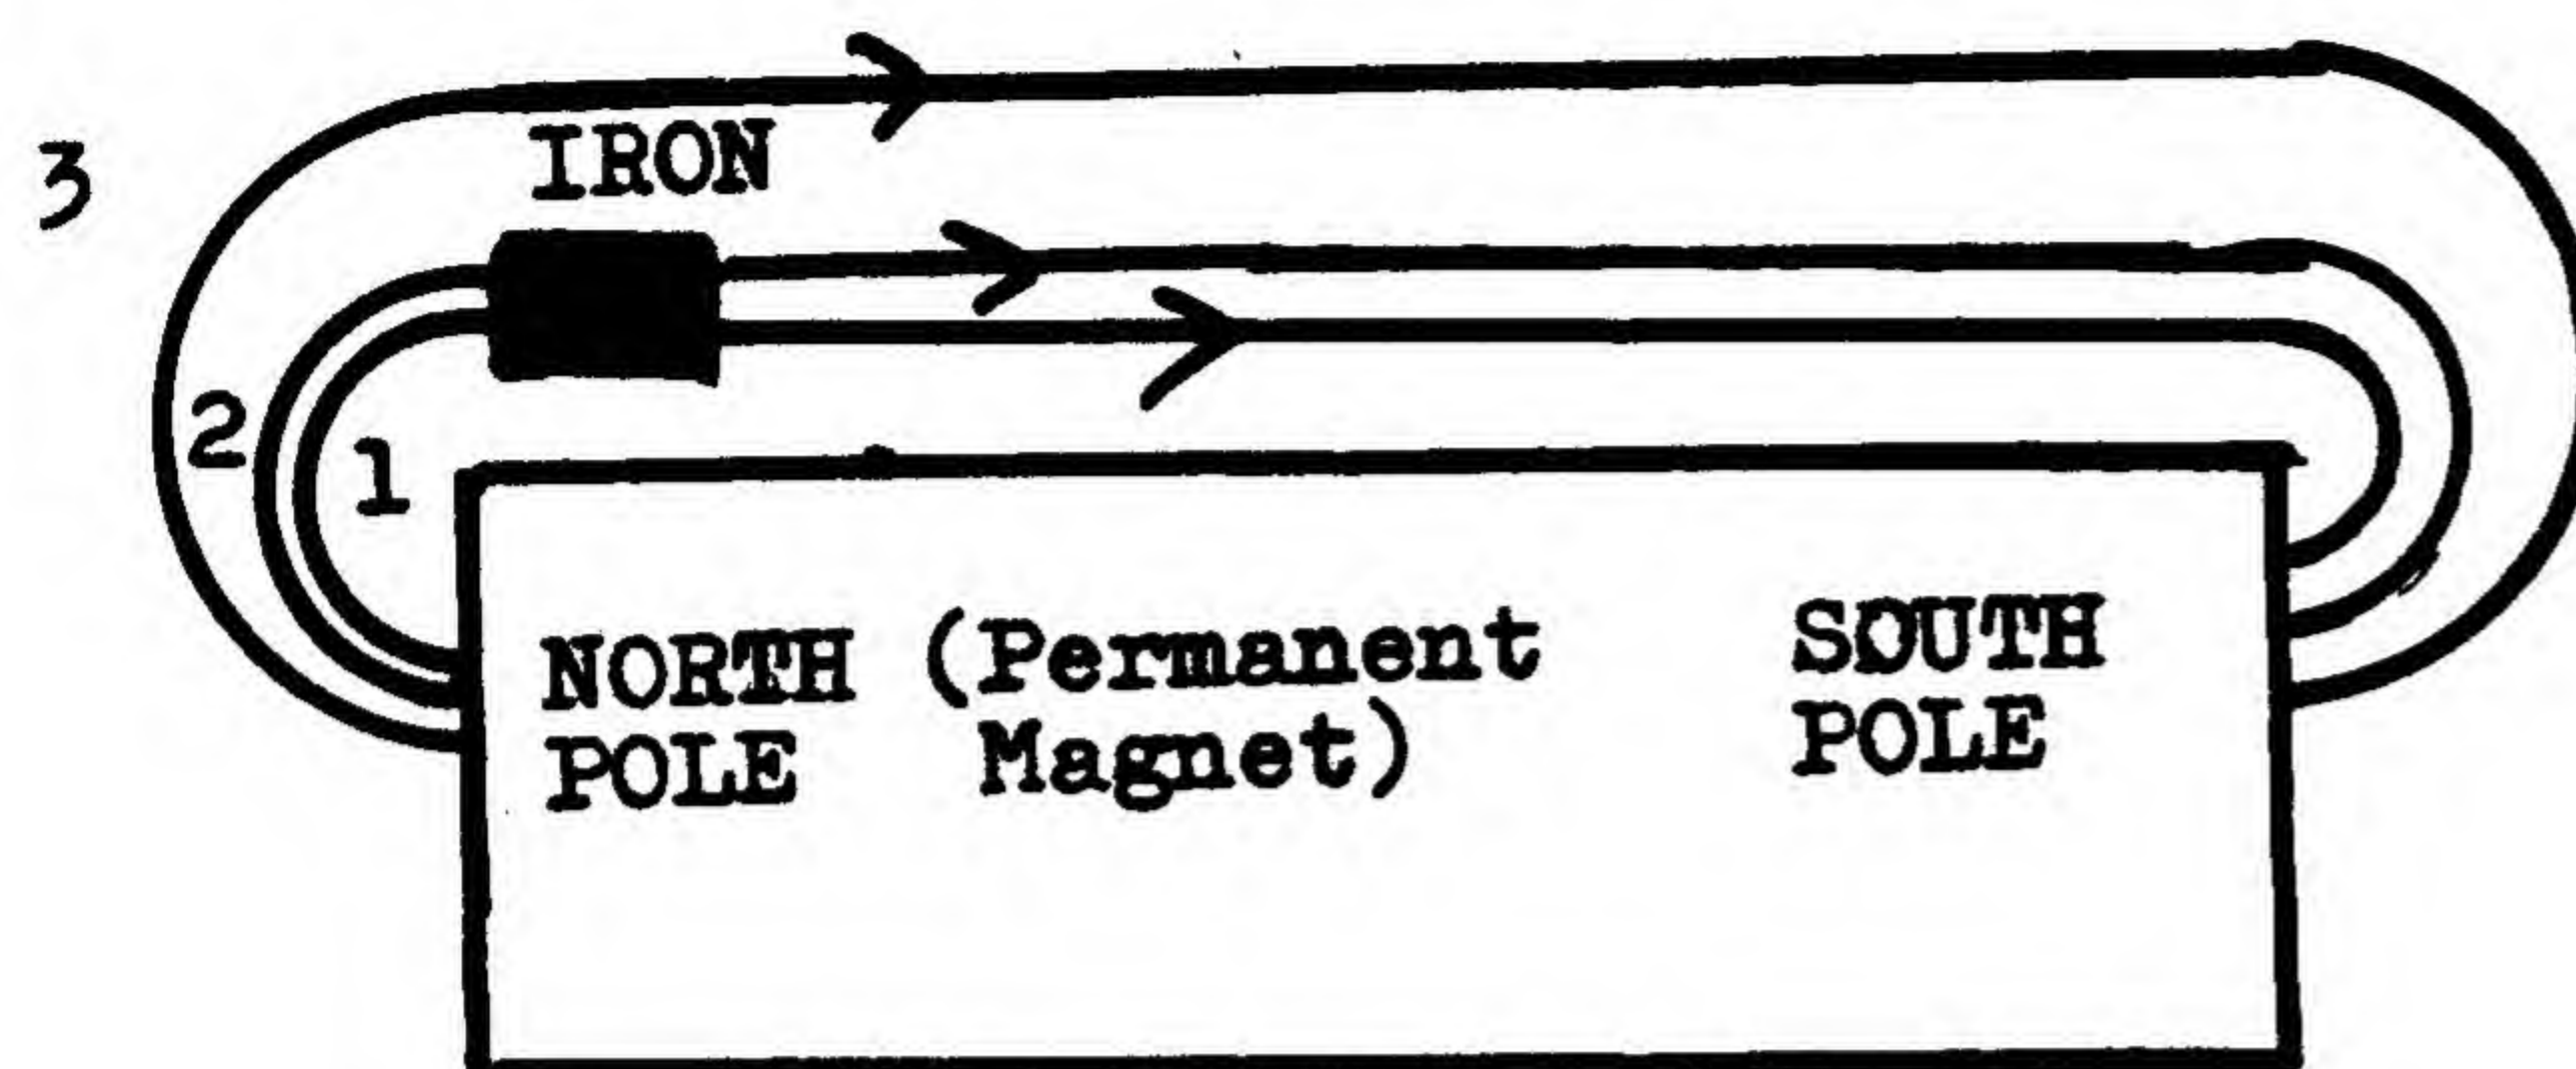 3
IRON
2
1
NORTH (Permanent SOUTH
POLE Magnet) POLE